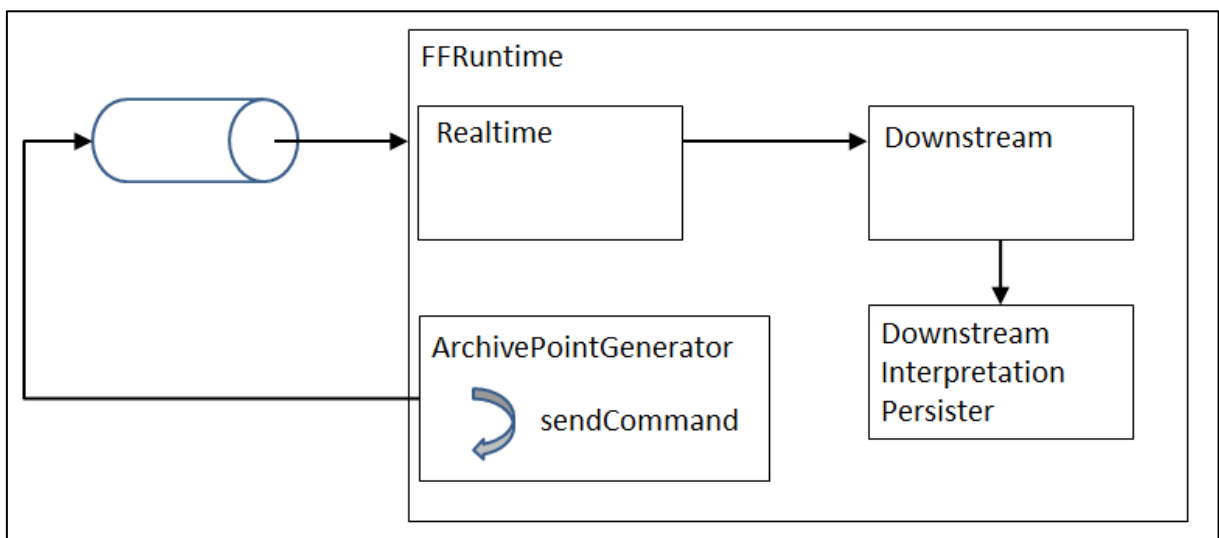 FFRuntime
Realtime
Downstream
ArchivePointGenerator
sendCommand
Downstream
Interpretation
Persister